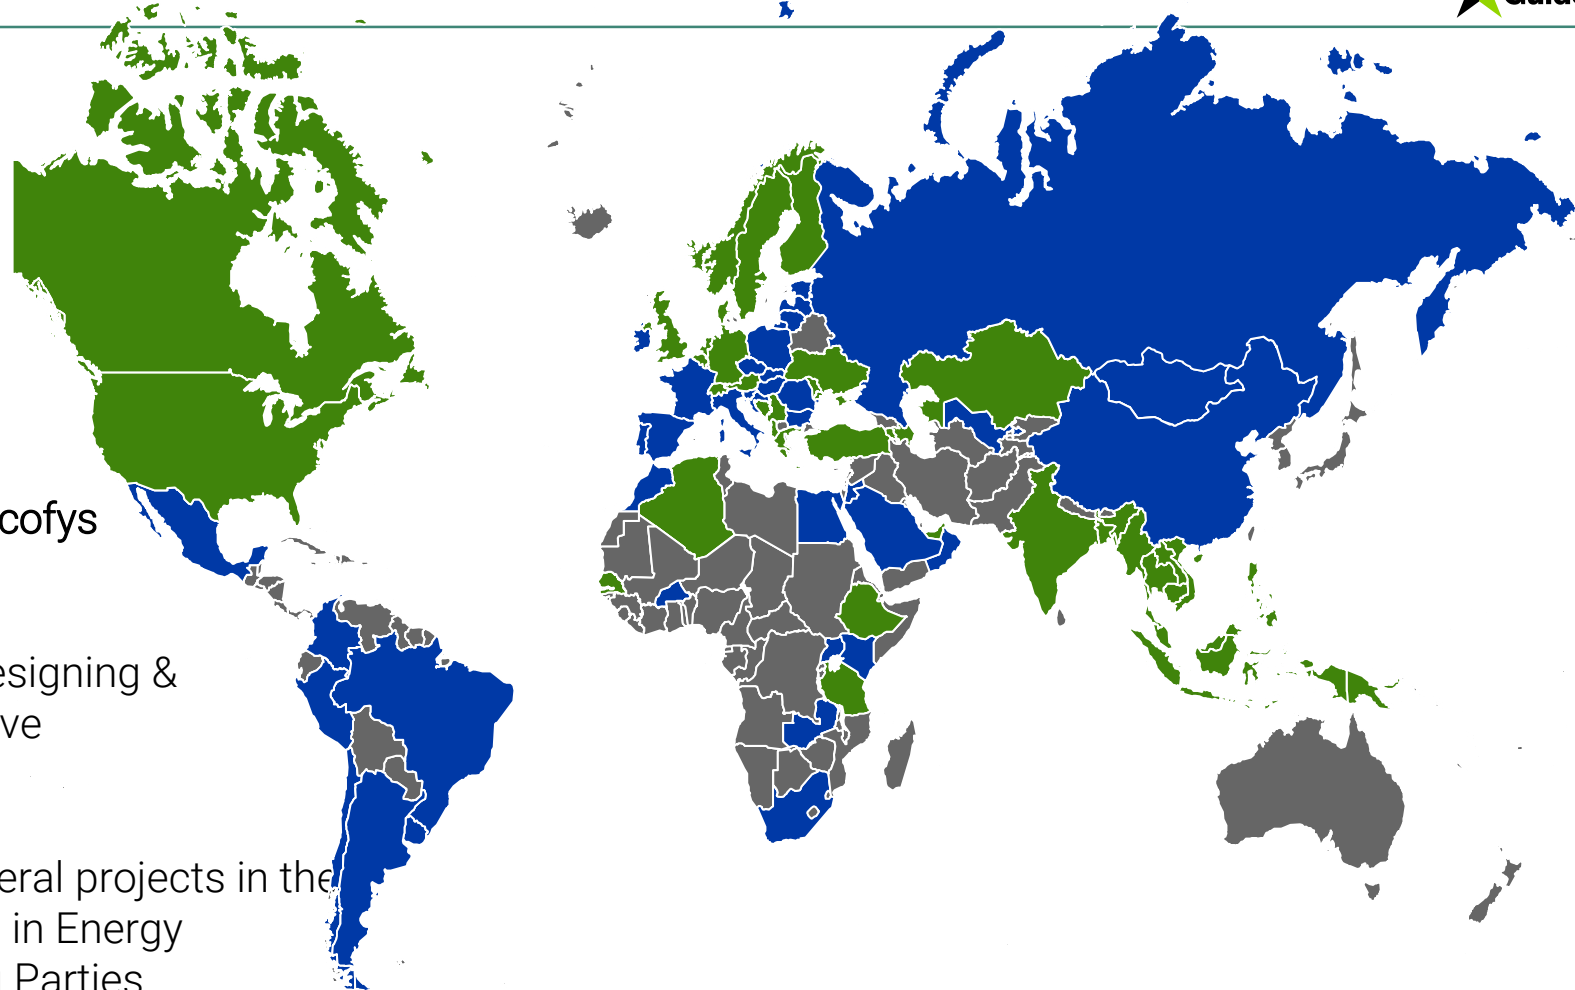 cofys
esigning &
ve
eral projects in the
in Energy
Parties